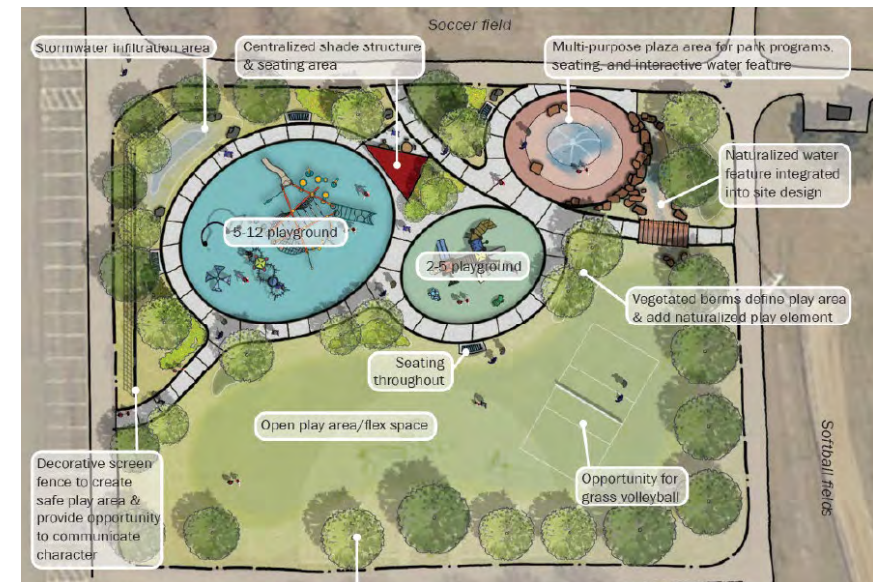 Soccer field
Stormwater infiltration area
Centralized shade structure
& seating area
Multi-purpose plaza area for park programs,
seating, and interactive water feature
Naturalized water
feature integrated
into site design
5-12 playground
2-5 playground
Vegetated berms define play area
& add naturalized play element
Seating
throughout
Open play area/flex space
Opportunity for
grass volleyball
Decorative screen
fence to create
safe play area &
provide opportunity
to communicate
character
Softball fields